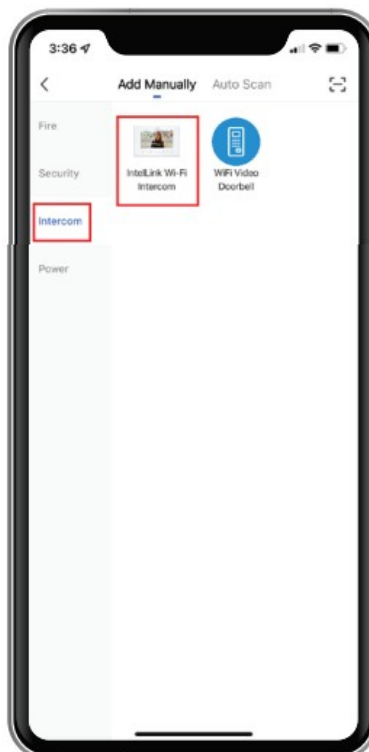 3:36
Add Manually Auto Scan
Fire
Security
Intercom
Power
IntelLink Wi-Fi
Intercom
WiFi Video
Doorbell